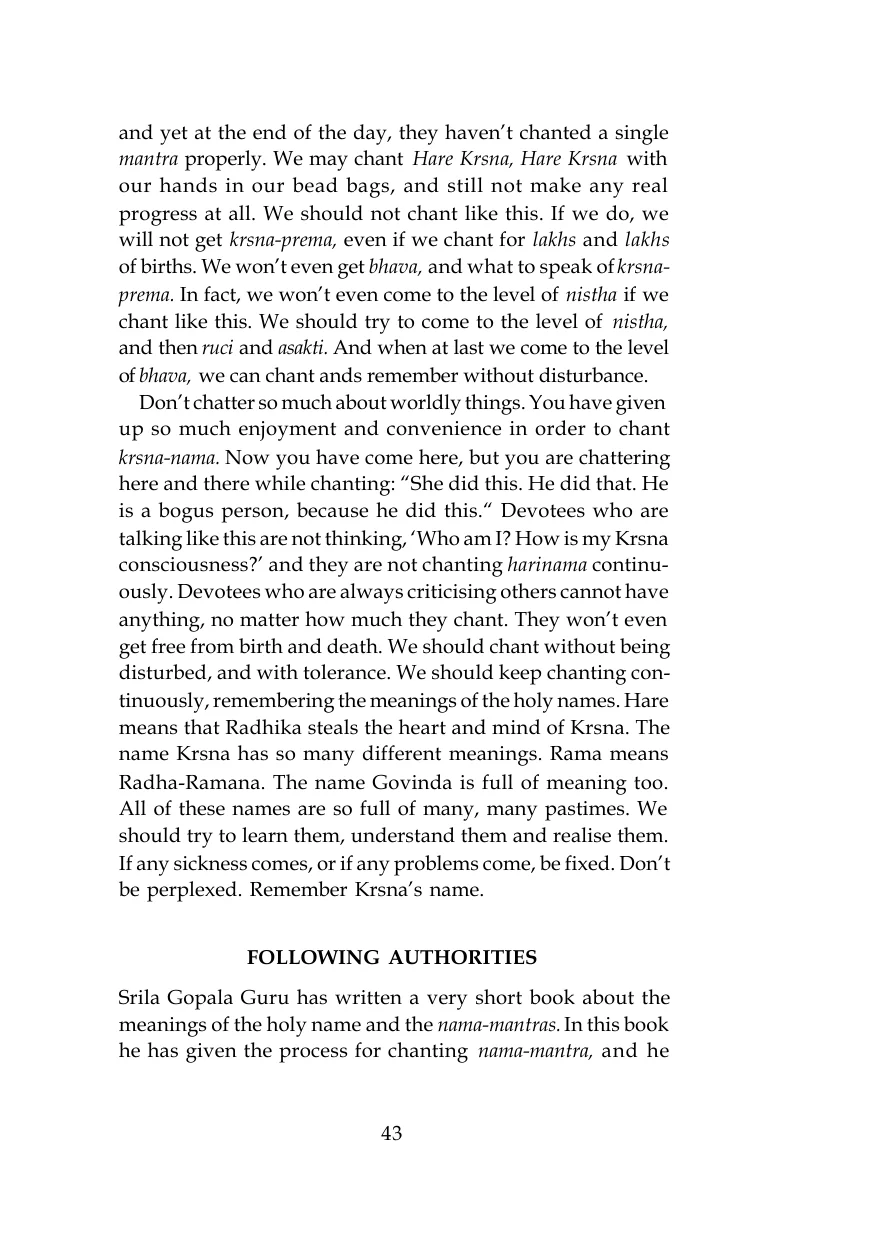 and yet at the end of the day, they haven’t chanted a single
mantra properly. We may chant Hare Krsna, Hare Krsna with
our hands in our bead bags, and still not make any real
progress at all. We should not chant like this. If we do, we
will not get krsna-prema, even if we chant for lakhs and lakhs
of births. We won’t even get bhava, and what to speak of krsna-
prema. In fact, we won’t even come to the level of nistha if we
chant like this. We should try to come to the level of nistha,
and then ruci and asakti. And when at last we come to the level
of bhava, we can chant ands remember without disturbance.
Don’t chatter so much about worldly things. You have given
up so much enjoyment and convenience in order to chant
krsna-nama. Now you have come here, but you are chattering
here and there while chanting: “She did this. He did that. He
is a bogus person, because he did this.“ Devotees who are
talking like this are not thinking, ‘Who am I? How is my Krsna
consciousness?’ and they are not chanting harinama continu-
ously. Devotees who are always criticising others cannot have
anything, no matter how much they chant. They won’t even
get free from birth and death. We should chant without being
disturbed, and with tolerance. We should keep chanting con-
tinuously, remembering the meanings of the holy names. Hare
means that Radhika steals the heart and mind of Krsna. The
name Krsna has so many different meanings. Rama means
Radha-Ramana. The name Govinda is full of meaning too.
All of these names are so full of many, many pastimes. We
should try to learn them, understand them and realise them.
If any sickness comes, or if any problems come, be fixed. Don’t
be perplexed. Remember Krsna’s name.
FOLLOWING AUTHORITIES
Srila Gopala Guru has written a very short book about the
meanings of the holy name and the nama-mantras. In this book
he has given the process for chanting nama-mantra, and he
43